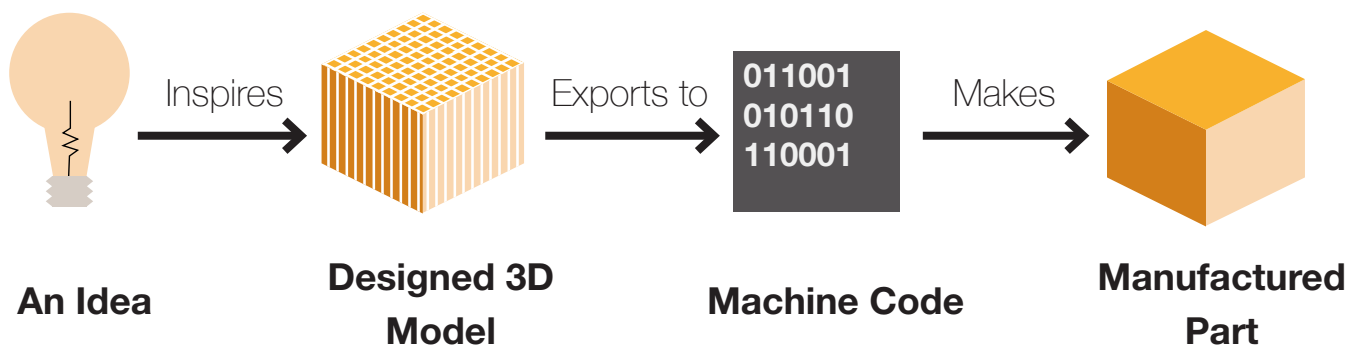 Inspires
Exports to
011001
010110
110001
Makes
An Idea
Designed 3D
Model
Machine Code
Manufactured
Part